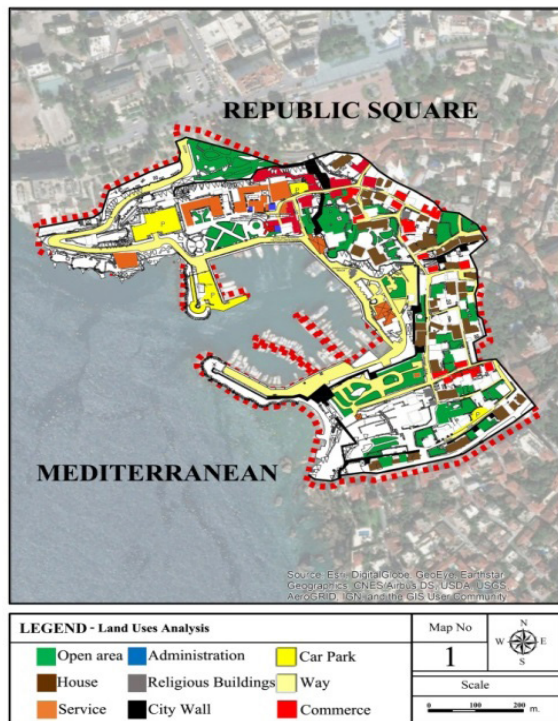 REPUBLIC SQUARE
MEDITERRANEAN
Source: Esri, DigitalGlobe, GeoEye, Earthstar
Geographics, CNES/Airbus DS, USDA, USGS,
AeroGRID, IGN, and the GIS User Community
LEGEND - Land Uses Analysis
Open area Administration Car Park
House Religious Buildings Way
Service City Wall Commerce
Map No
1
N
W E
S
Scale
0 100 200 m.